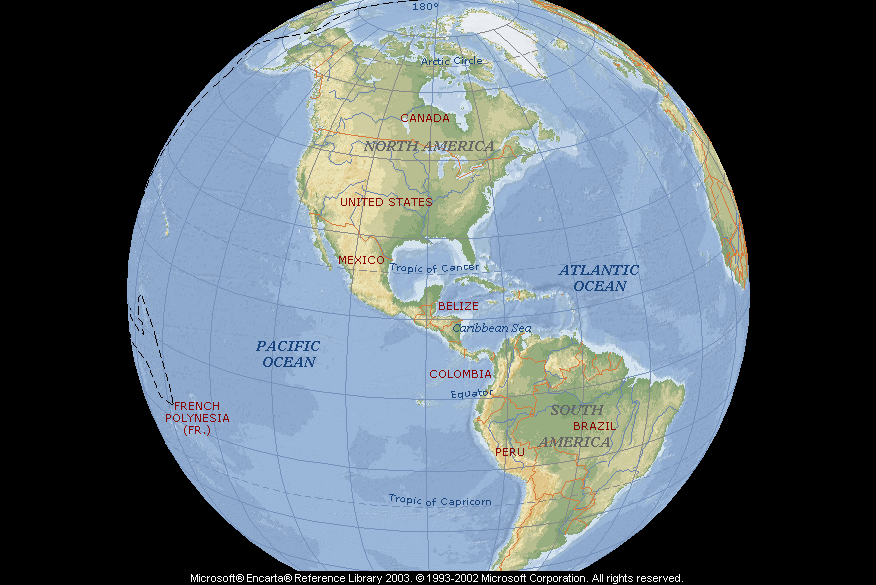 180°
Arctic Circle
CANADA
NORTH AMERICA
UNITED STATES
MEXICO
Tropic of Cancer
ATLANTIC
OCEAN
BELIZE
Caribbean Sea
PACIFIC
OCEAN
COLOMBIA
Equator
FRENCH
POLYNESIA
(FR.)
SOUTH
AMERICA
BRAZIL
PERU
Tropic of Capricorn
Microsoft® Encarta® Reference Library 2003. © 1993-2002 Microsoft Corporation. All rights reserved.